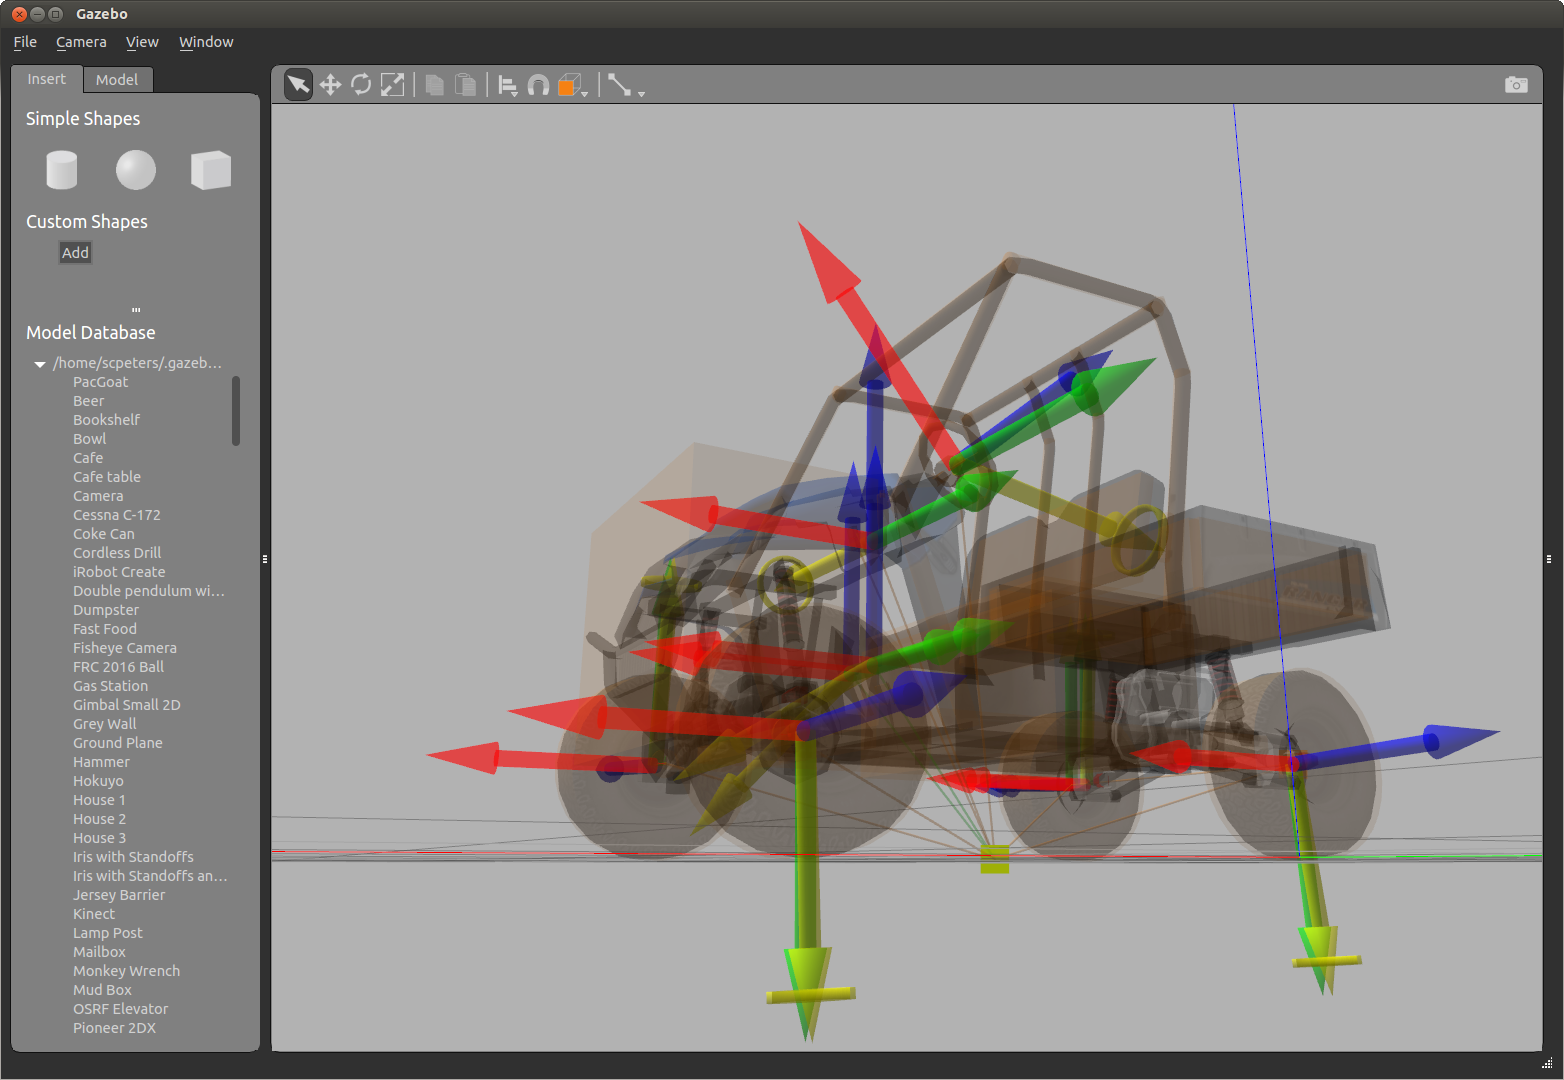 Gazebo
File Camera View Window
Insert Model
Simple Shapes
Custom Shapes
Add
Model Database
/home/scpeters/.gazeb...
PacGoat
Beer
Bookshelf
Bowl
Cafe
Cafe table
Camera
Cessna C-172
Coke Can
Cordless Drill
iRobot Create
Double pendulum wi...
Dumpster
Fast Food
Fisheye Camera
FRC 2016 Ball
Gas Station
Gimbal Small 2D
Grey Wall
Ground Plane
Hammer
Hokuyo
House 1
House 2
House 3
Iris with Standoffs
Iris with Standoffs an...
Jersey Barrier
Kinect
Lamp Post
Mailbox
Monkey Wrench
Mud Box
OSRF Elevator
Pioneer 2DX